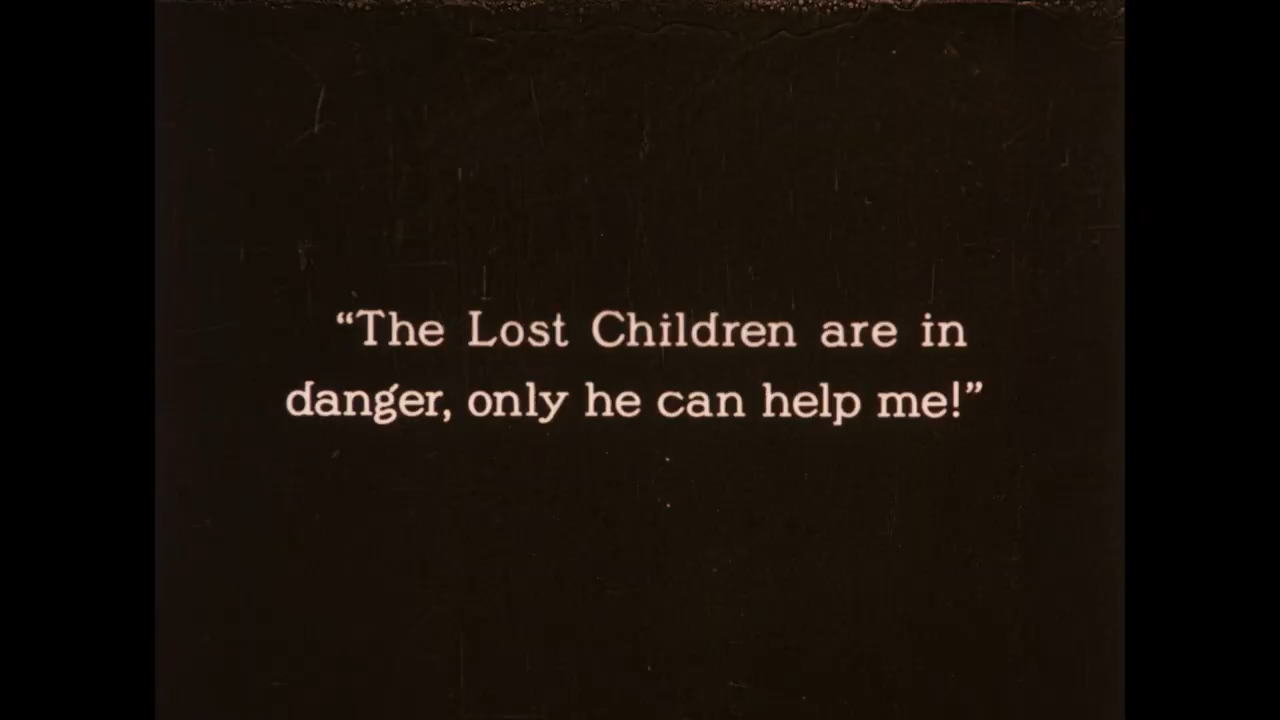 “The Lost Children are in
danger, only he can help me!”